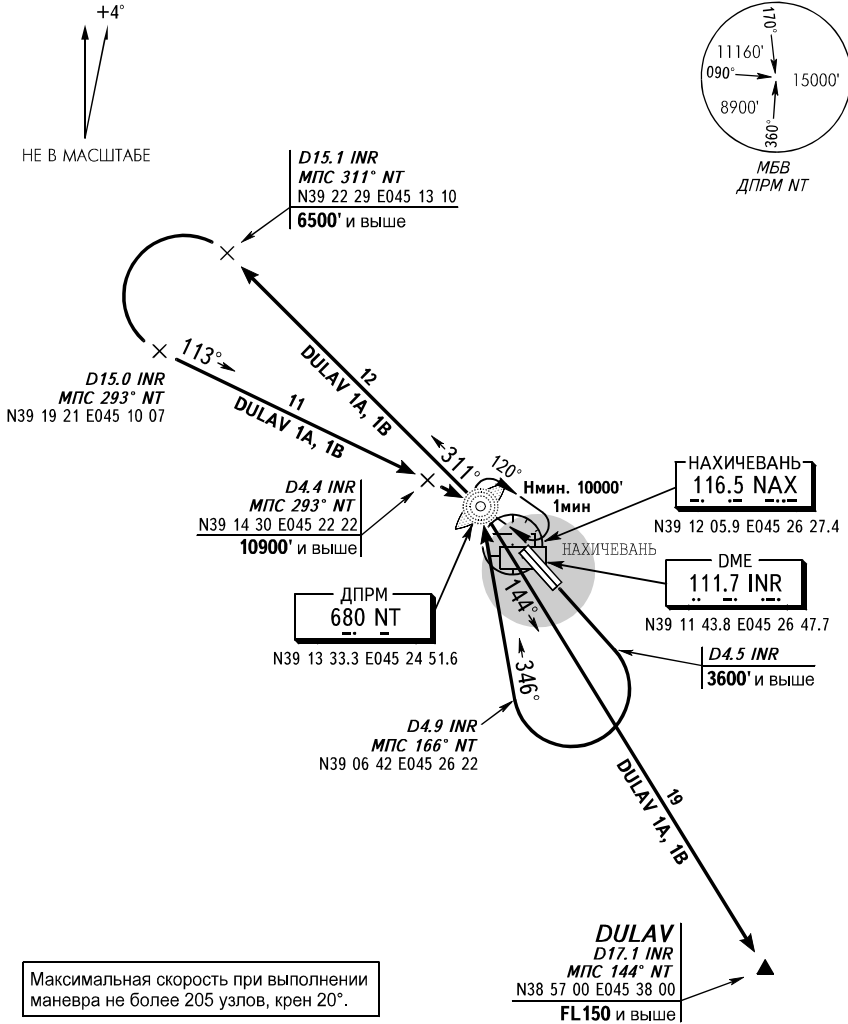 +4°
НЕ В МАСШТАБЕ
170°
11160'
090°
15000'
8900'
360°
МБВ
ДПРМ NT
D15.1 INR
МПС 311° NT
N39 22 29 E045 13 10
6500' и выше
113°
12
DULAV 1A, 1B
D15.0 INR
МПС 293° NT
N39 19 21 E045 10 07
11
DULAV 1A, 1B
311°
120°
Hмин. 10000'
1мин
D4.4 INR
МПС 293° NT
N39 14 30 E045 22 22
10900' и выше
НАХИЧЕВАНЬ
116.5 NAX
N39 12 05.9 E045 26 27.4
НАХИЧЕВАНЬ
DME
111.7 INR
N39 11 43.8 E045 26 47.7
ДПРМ
680 NT
N39 13 33.3 E045 24 51.6
144°
346°
D4.5 INR
3600' и выше
D4.9 INR
МПС 166° NT
N39 06 42 E045 26 22
19
DULAV 1A, 1B
DULAV
D17.1 INR
МПС 144° NT
N38 57 00 E045 38 00
FL150 и выше
Максимальная скорость при выполнении
маневра не более 205 узлов, крен 20°.